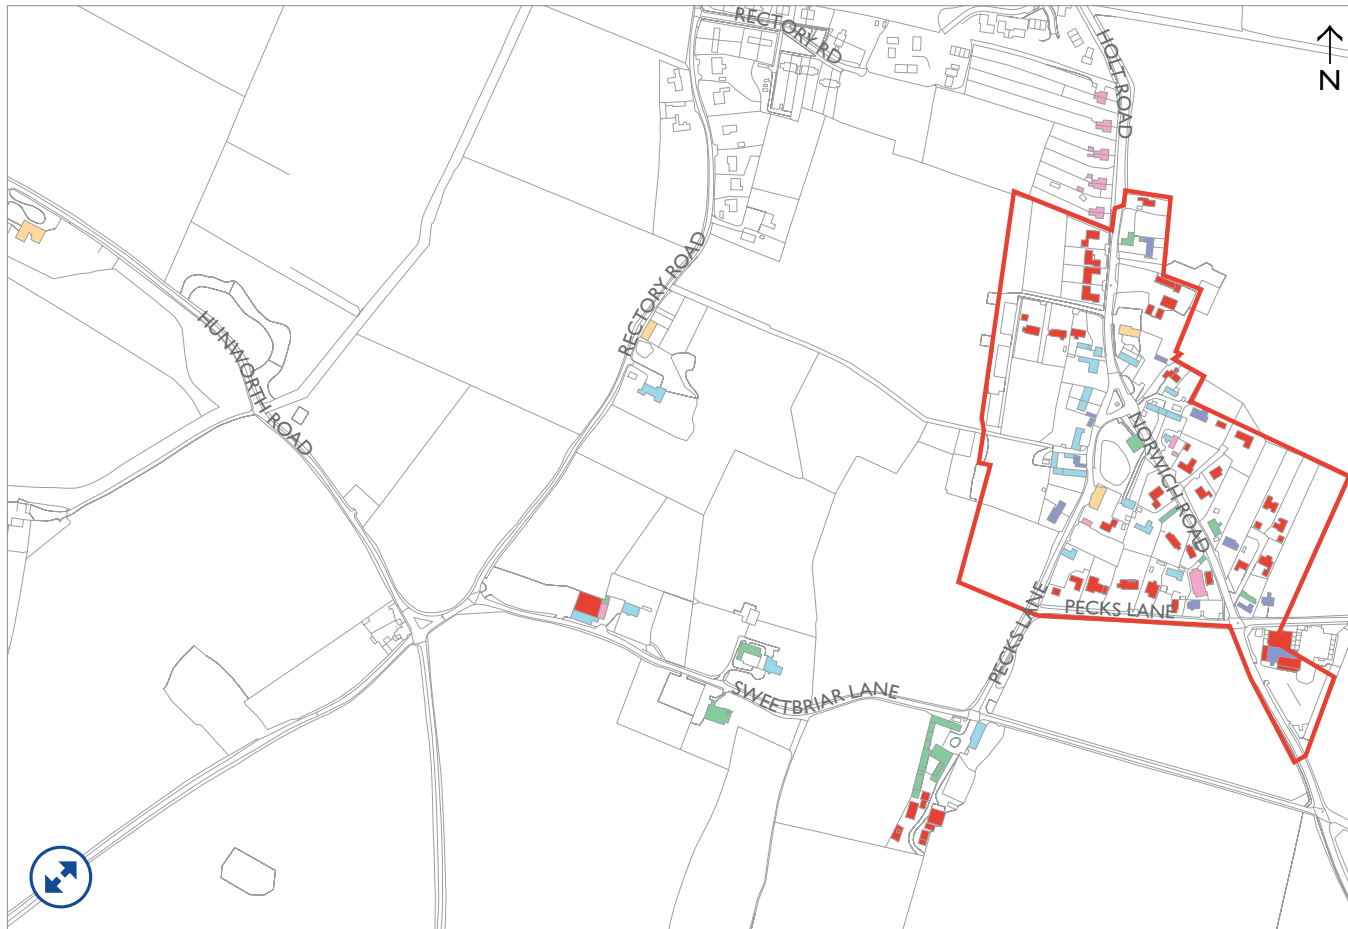 RECTORY RD
HOLT ROAD
N
RECTORY ROAD
HUNWORTH ROAD
NORWICH ROAD
PECKS LANE
PECKS LANE
SWEETBRIAR LANE